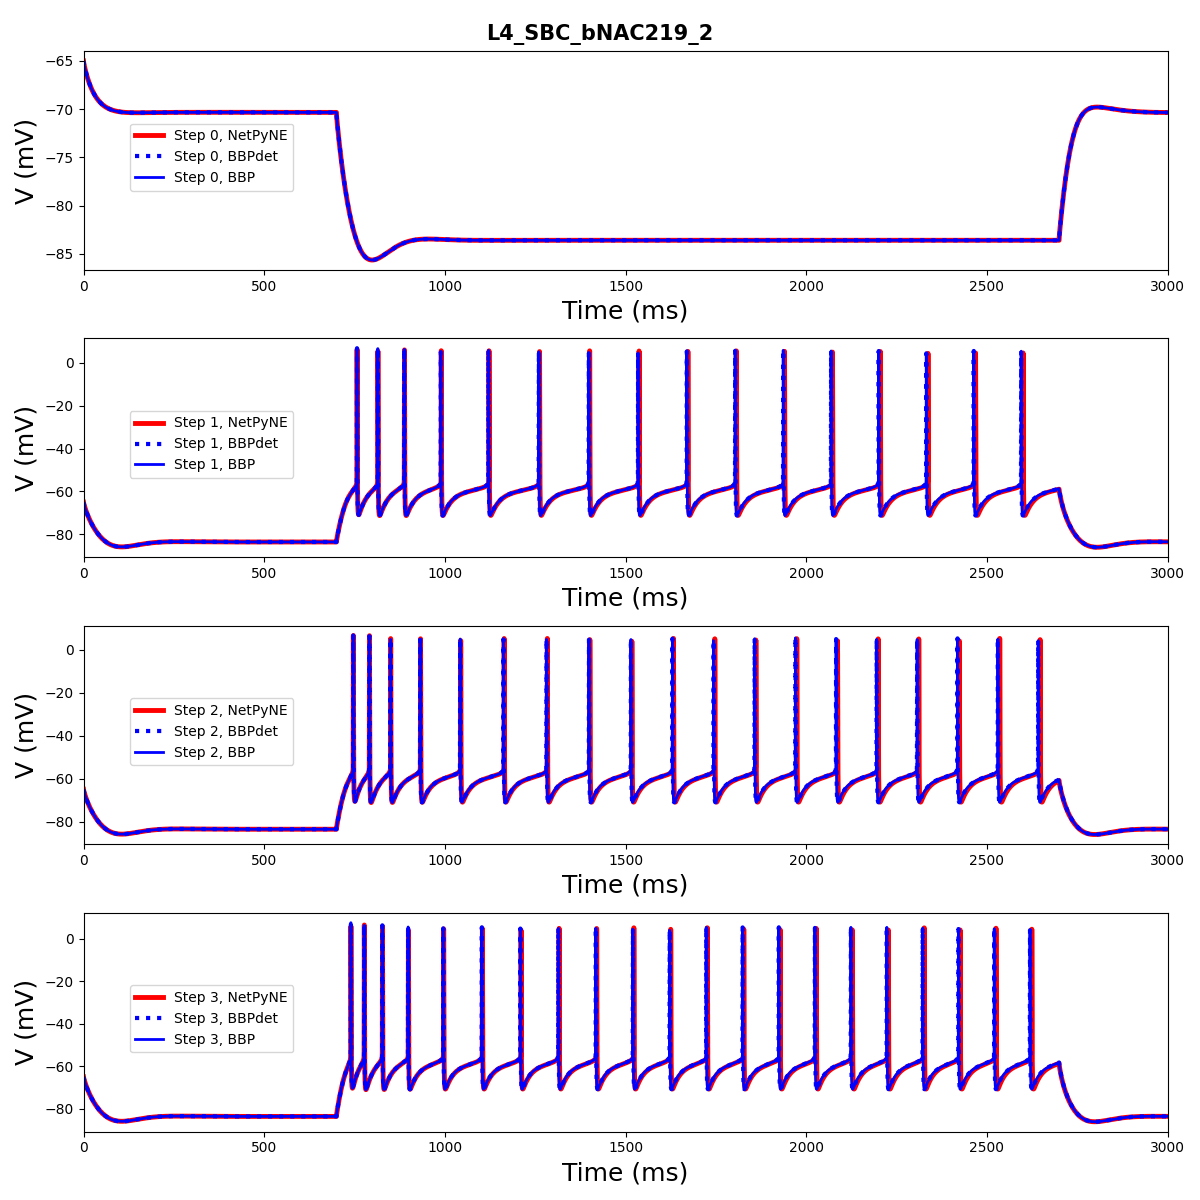 L4_SBC_bNAC219_2
−65
−70
−75
−80
−85
V (mV)
Step 0, NetPyNE
Step 0, BBPdet
Step 0, BBP
0 500 1000 1500 2000 2500 3000
Time (ms)
0
−20
−40
−60
−80
V (mV)
Step 1, NetPyNE
Step 1, BBPdet
Step 1, BBP
0 500 1000 1500 2000 2500 3000
Time (ms)
0
−20
−40
−60
−80
V (mV)
Step 2, NetPyNE
Step 2, BBPdet
Step 2, BBP
0 500 1000 1500 2000 2500 3000
Time (ms)
0
−20
−40
−60
−80
V (mV)
Step 3, NetPyNE
Step 3, BBPdet
Step 3, BBP
0 500 1000 1500 2000 2500 3000
Time (ms)